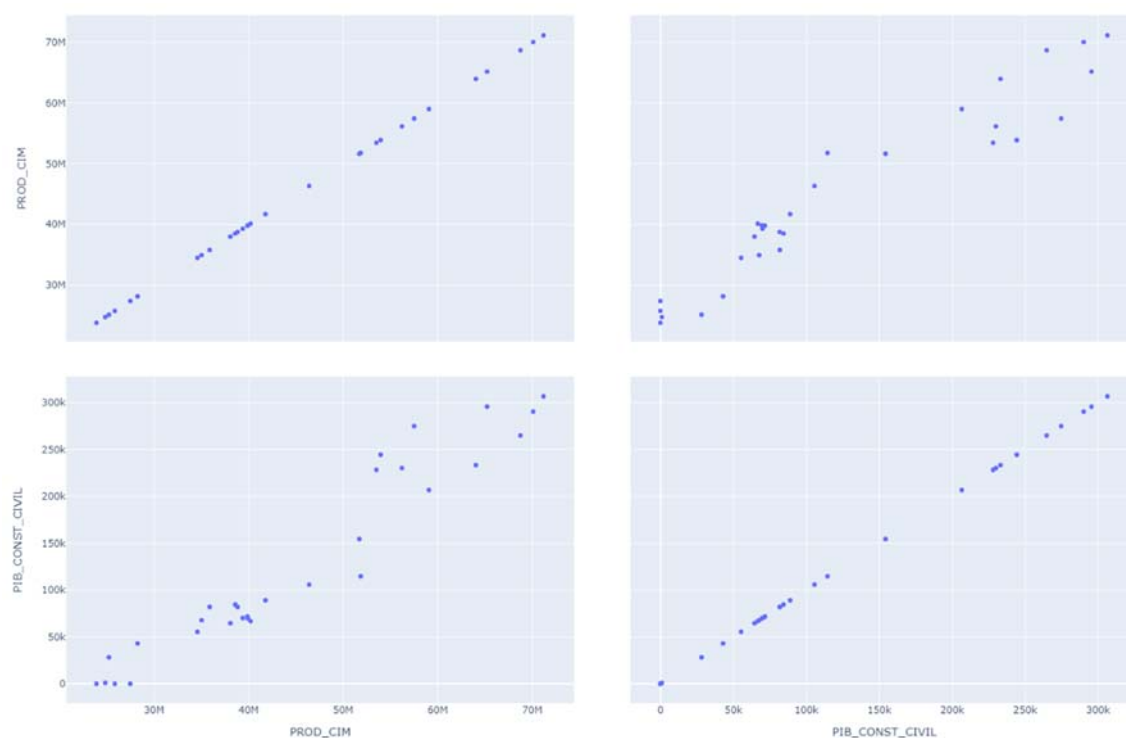 70M
60M
50M
40M
30M
PROD_CIM
300k
250k
200k
150k
100k
50k
0
PIB_CONST_CIVIL
30M 40M 50M 60M 70M
0 50k 100k 150k 200k 250k 300k
PROD_CIM
PIB_CONST_CIVIL